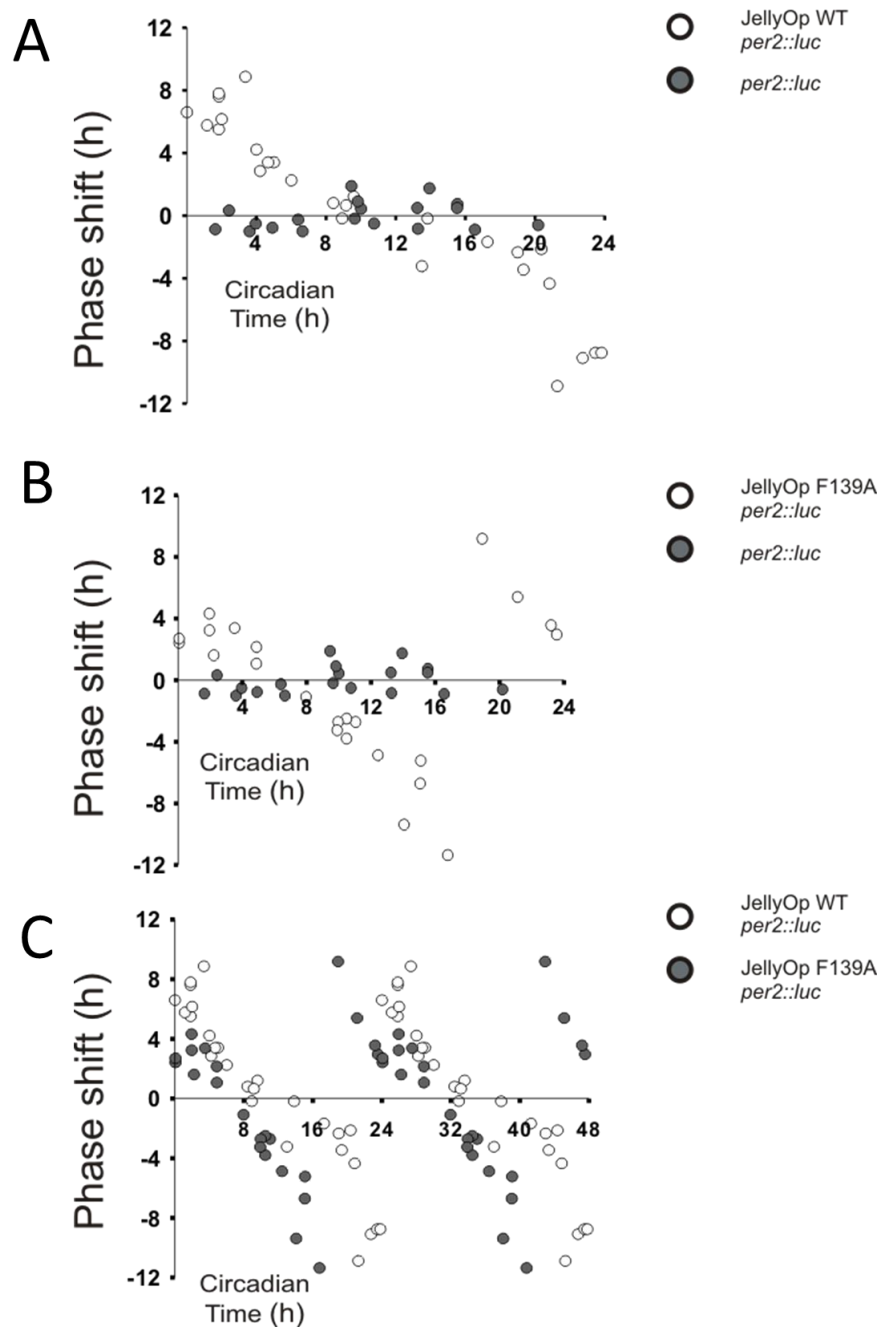 A
12
8
4
0
-4
-8
-12
Phase shift (h)
4
8
12
16
20
24
Circadian
Time (h)
JellyOp WT
per2::luc
per2::luc
B
12
8
4
0
-4
-8
-12
Phase shift (h)
4
8
12
16
20
24
Circadian
Time (h)
JellyOp F139A
per2::luc
per2::luc
C
12
8
4
0
-4
-8
-12
Phase shift (h)
8
16
24
32
40
48
Circadian
Time (h)
JellyOp WT
per2::luc
JellyOp F139A
per2::luc